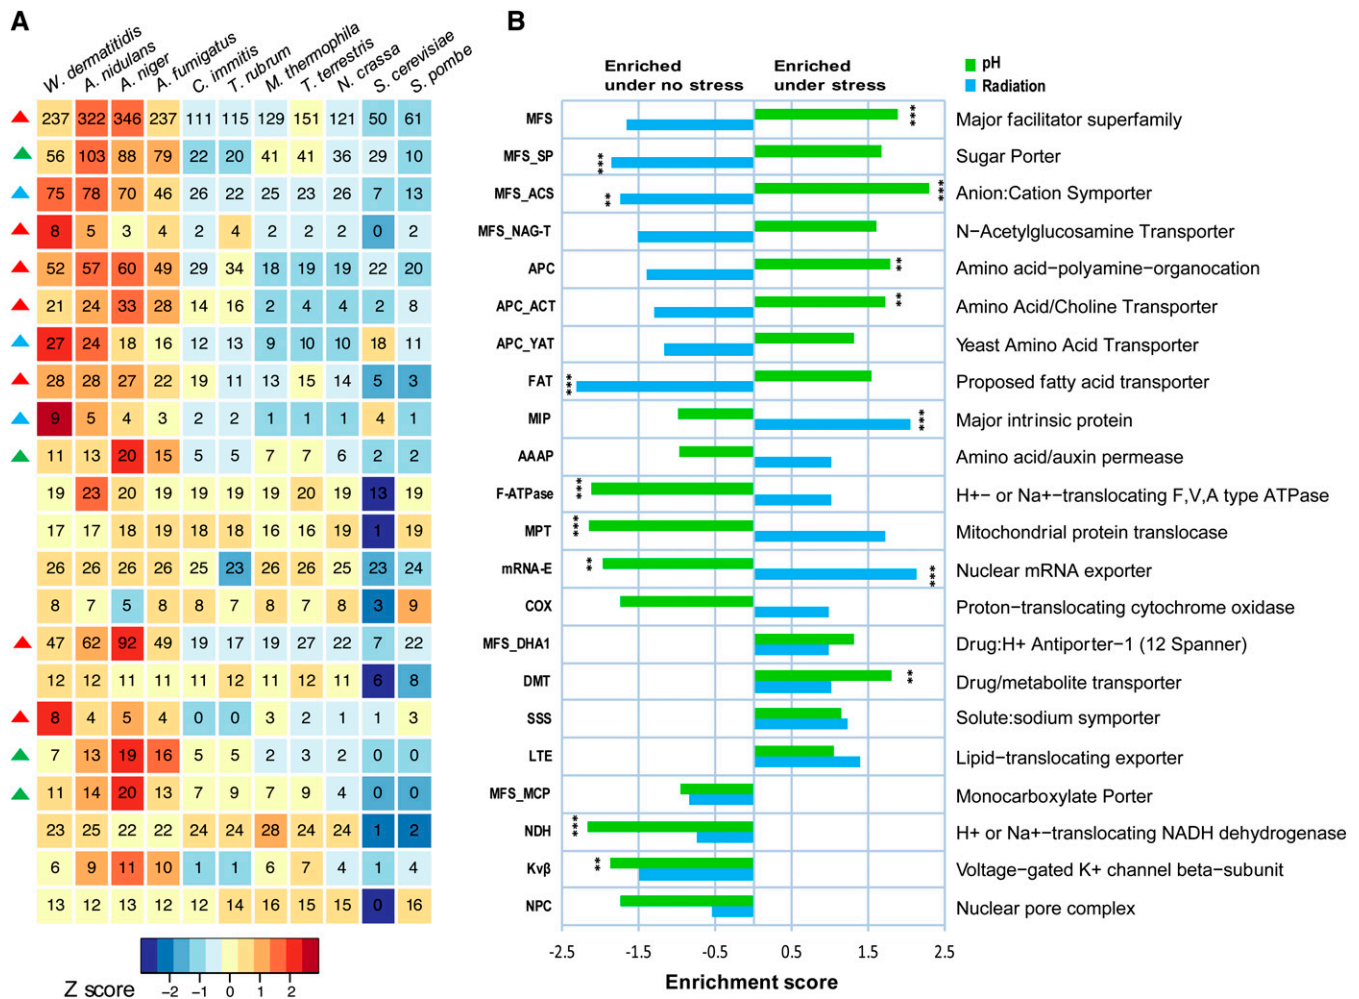 A
B
W. dermatitidis
A. nidulans
A. niger
A. fumigatus
C. immitis
T. rubrum
M. thermophila
T. terrestris
N. crassa
S. cerevisiae
S. pombe
237 322 346 237 111 115 129 151 121 50 61
56 103 88 79 22 20 41 41 36 29 10
75 78 70 46 26 22 25 23 26 7 13
8 5 3 4 2 4 2 2 2 0 2
52 57 60 49 29 34 18 19 19 22 20
21 24 33 28 14 16 2 4 4 2 8
27 24 18 16 12 13 9 10 10 18 11
28 28 27 22 19 11 13 15 14 5 3
9 5 4 3 2 2 1 1 1 4 1
11 13 20 15 5 5 7 7 6 2 2
19 23 20 19 19 19 19 20 19 13 19
17 17 18 19 18 18 16 16 19 1 19
26 26 26 26 25 23 26 26 25 23 24
8 7 5 8 8 7 8 7 8 3 9
47 62 92 49 19 17 19 27 22 7 22
12 12 11 11 11 12 11 12 11 6 8
8 4 5 4 0 0 3 2 1 1 3
7 13 19 16 5 5 2 3 2 0 0
11 14 20 13 7 9 7 9 4 0 0
23 25 22 22 24 24 28 24 24 1 2
6 9 11 10 1 1 6 7 4 1 4
13 12 13 12 12 14 16 15 15 0 16
Z score
−2 −1 0 1 2
Enriched
under no stress
Enriched
under stress
pH
Radiation
MFS *** Major facilitator superfamily
MFS_SP *** Sugar Porter
MFS_ACS ** *** Anion:Cation Symporter
MFS_NAG-T N−Acetylglucosamine Transporter
APC ** Amino acid−polyamine−organocation
APC_ACT ** Amino Acid/Choline Transporter
APC_YAT Yeast Amino Acid Transporter
FAT *** Proposed fatty acid transporter
MIP *** Major intrinsic protein
AAAP Amino acid/auxin permease
F-ATPase *** H+− or Na+−translocating F,V,A type ATPase
MPT *** Mitochondrial protein translocase
mRNA-E ** *** Nuclear mRNA exporter
COX Proton−translocating cytochrome oxidase
MFS_DHA1 Drug:H+ Antiporter−1 (12 Spanner)
DMT ** Drug/metabolite transporter
SSS Solute:sodium symporter
LTE Lipid−translocating exporter
MFS_MCP Monocarboxylate Porter
NDH *** H+ or Na+−translocating NADH dehydrogenase
Kvβ ** Voltage−gated K+ channel beta−subunit
NPC Nuclear pore complex
-2.5 -1.5 -0.5 0.5 1.5 2.5
Enrichment score